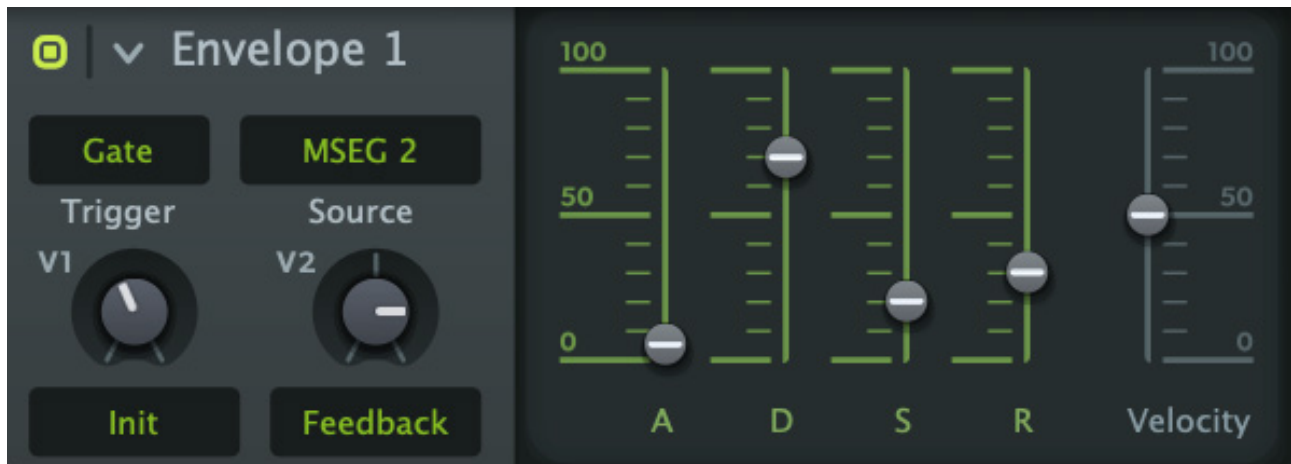 Envelope 1
Gate MSEG 2
Trigger Source
V1 V2
Init Feedback
100 100
50 50
0 0
A D S R Velocity